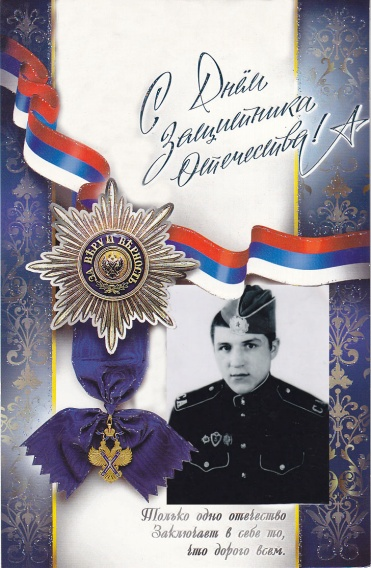 С Днём
Защитника
Отечества!
ЗА ВѢРУ И ВѢРНОСТЬ
Только одно отечество
Заключает в себе то,
что дорого всем.